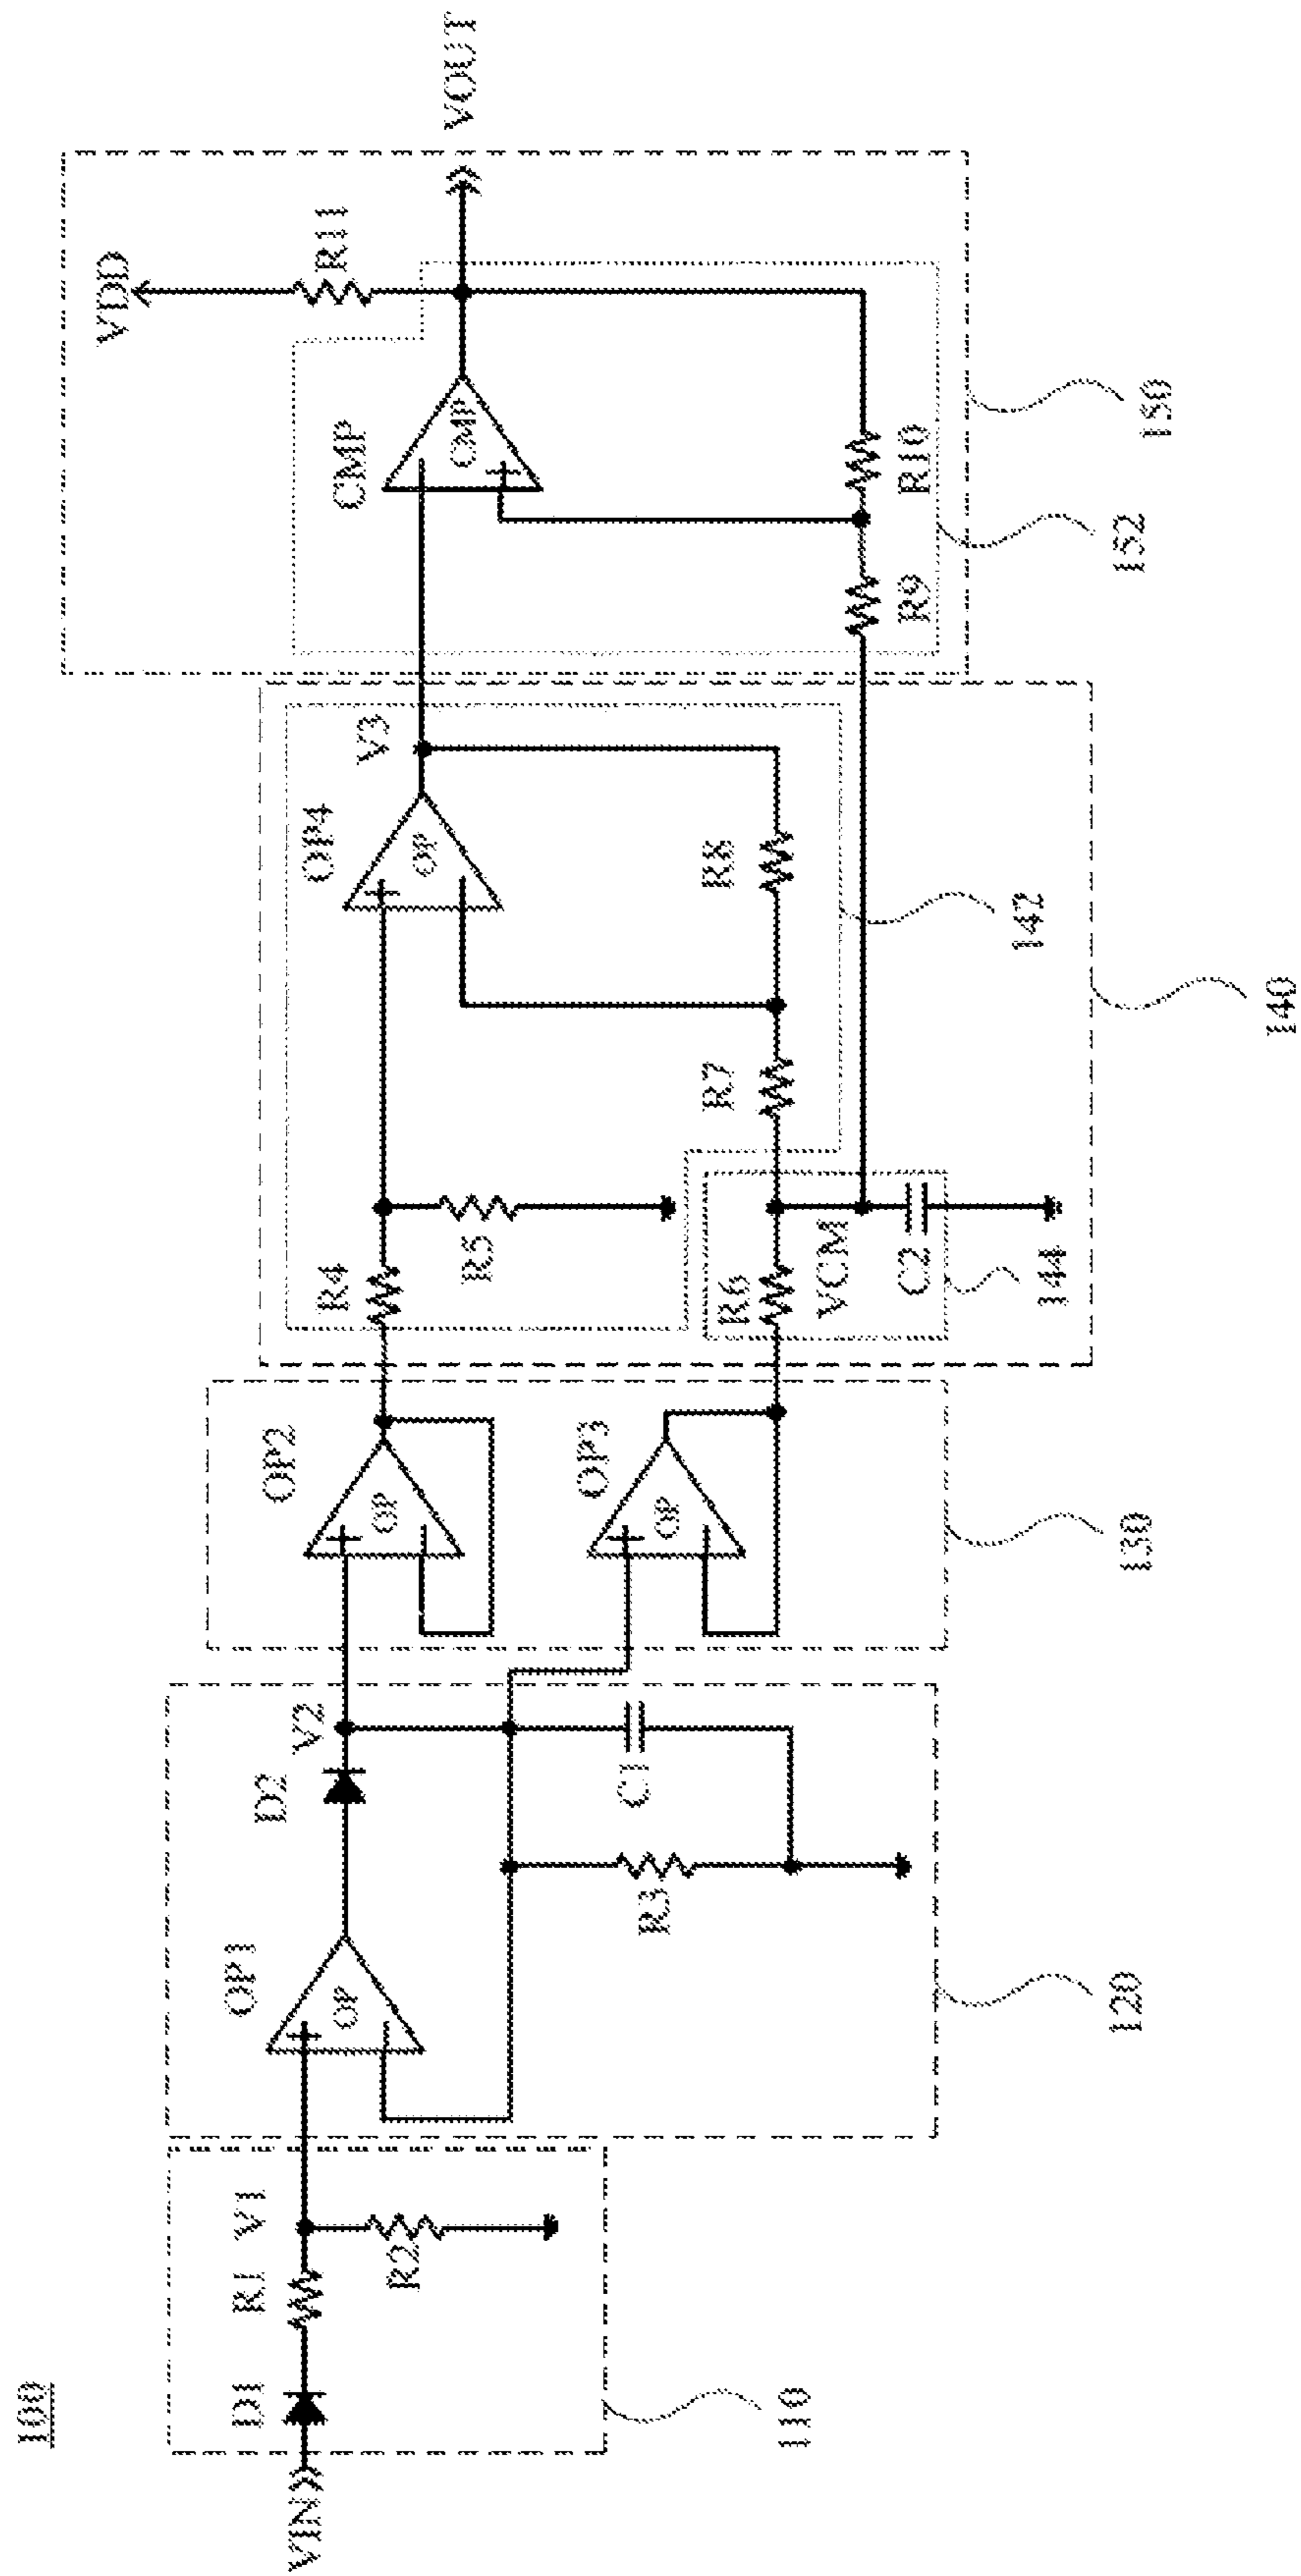 100
VIN
D1
R1
V1
R2
110
OP1
OP
D2
V2
R3
C1
120
OP2
OP
OP3
OP
130
R4
R5
R6
VCM
C2
144
OP4
OP
V3
R7
R8
142
140
CMP
CMP
R9
R10
152
VDD
R11
150
VOUT